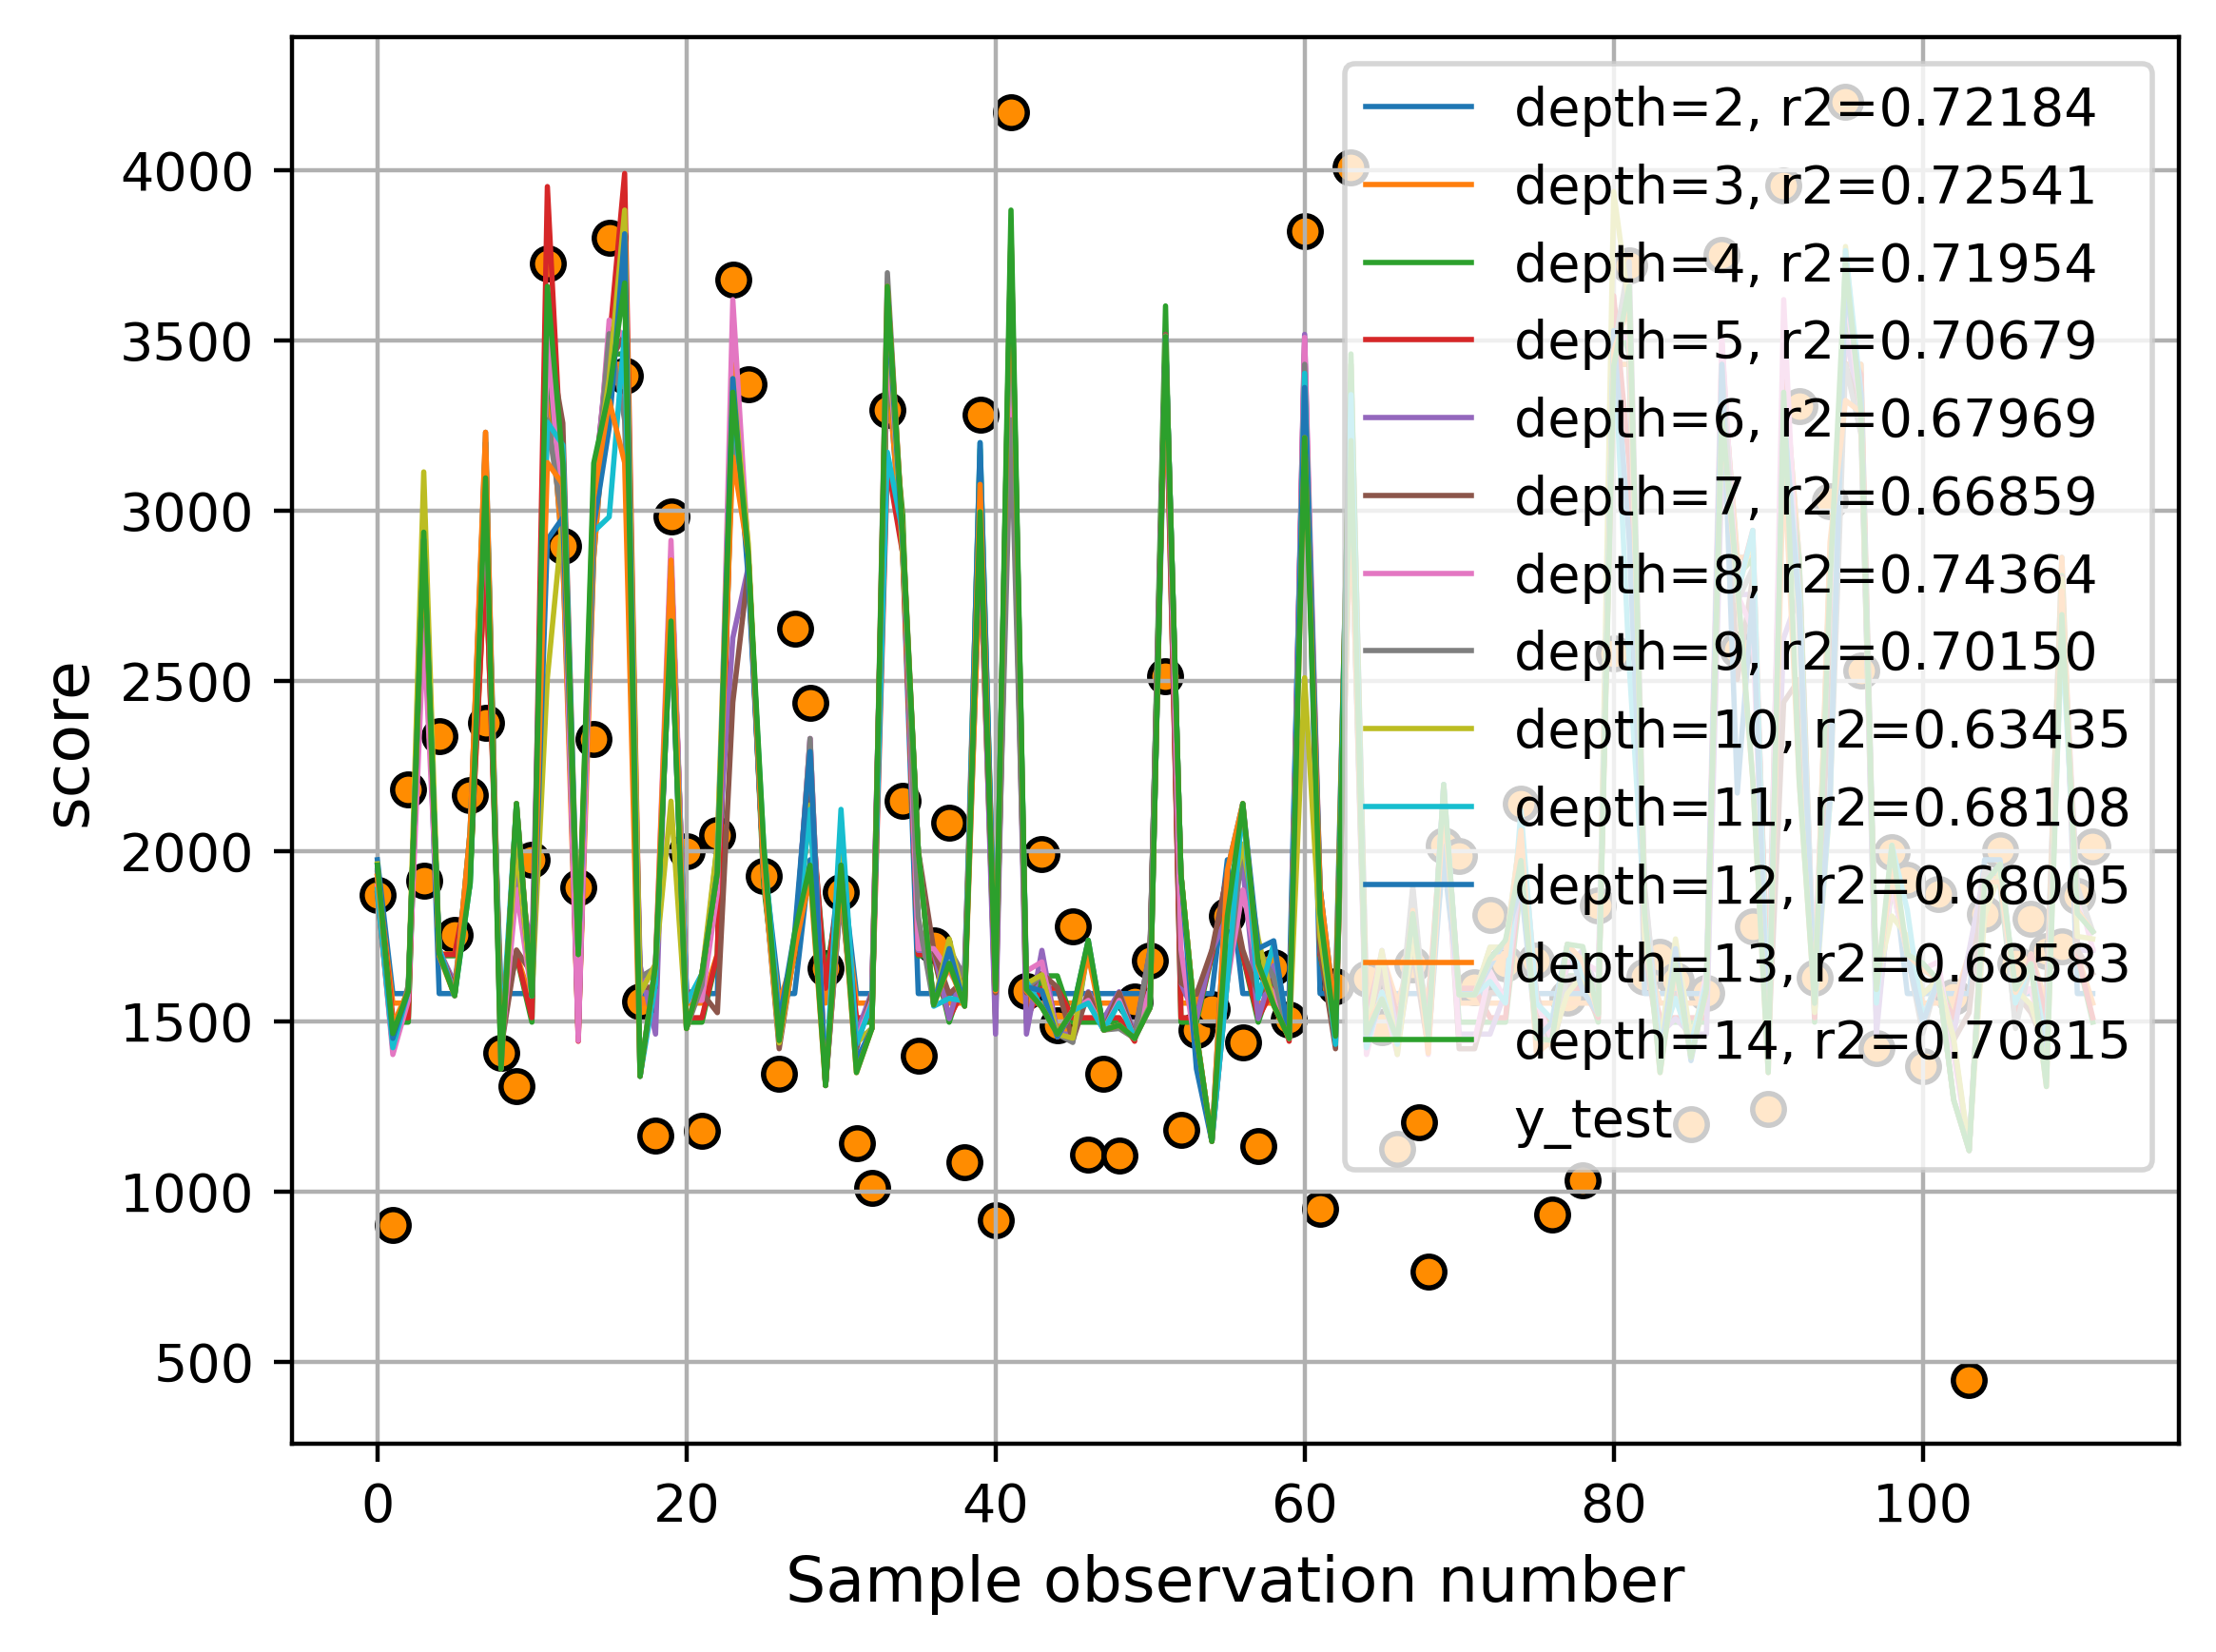 4000
3500
3000
2500
2000
1500
1000
500
score
0
20
40
60
80
100
Sample observation number
depth=2, r2=0.72184
depth=3, r2=0.72541
depth=4, r2=0.71954
depth=5, r2=0.70679
depth=6, r2=0.67969
depth=7, r2=0.66859
depth=8, r2=0.74364
depth=9, r2=0.70150
depth=10, r2=0.63435
depth=11, r2=0.68108
depth=12, r2=0.68005
depth=13, r2=0.68583
depth=14, r2=0.70815
y_test